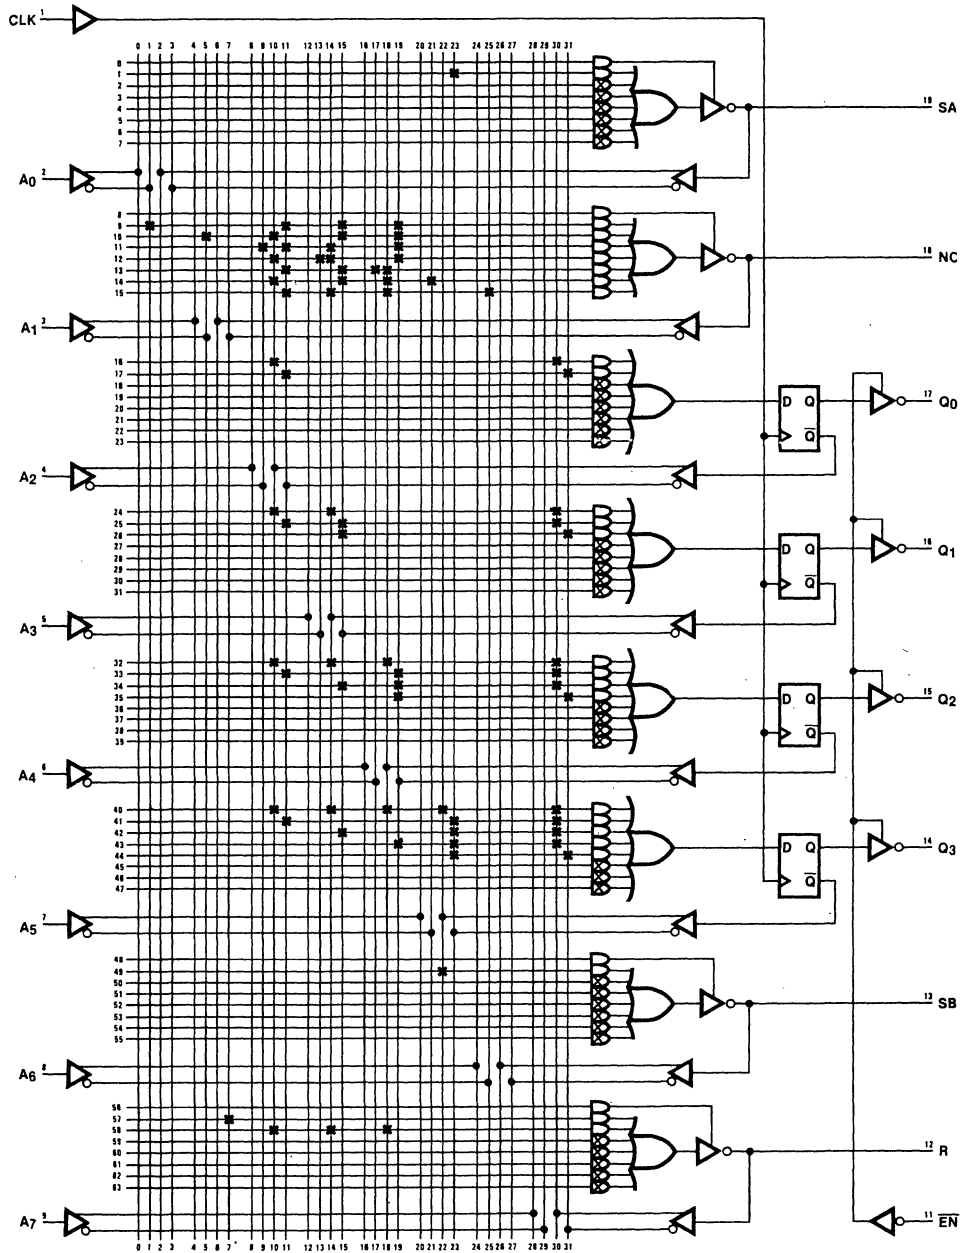 CLK 1
0 1 2 3 4 5 6 7 8 9 10 11 12 13 14 15 16 17 18 19 20 21 22 23 24 25 26 27 28 29 30 31
0
1
2
3
4
5
6
7
19 SA
A0 2
8
9
10
11
12
13
14
15
18 NC
A1 3
16
17
18
19
20
21
22
23
D Q
Q̅
17 Q0
A2 4
24
25
26
27
28
29
30
31
D Q
Q̅
16 Q1
A3 5
32
33
34
35
36
37
38
39
D Q
Q̅
15 Q2
A4 6
40
41
42
43
44
45
46
47
D Q
Q̅
14 Q3
A5 7
48
49
50
51
52
53
54
55
13 SB
A6 8
56
57
58
59
60
61
62
63
12 R
A7 9
11 E̅N̅
0 1 2 3 4 5 6 7 8 9 10 11 12 13 14 15 16 17 18 19 20 21 22 23 24 25 26 27 28 29 30 31